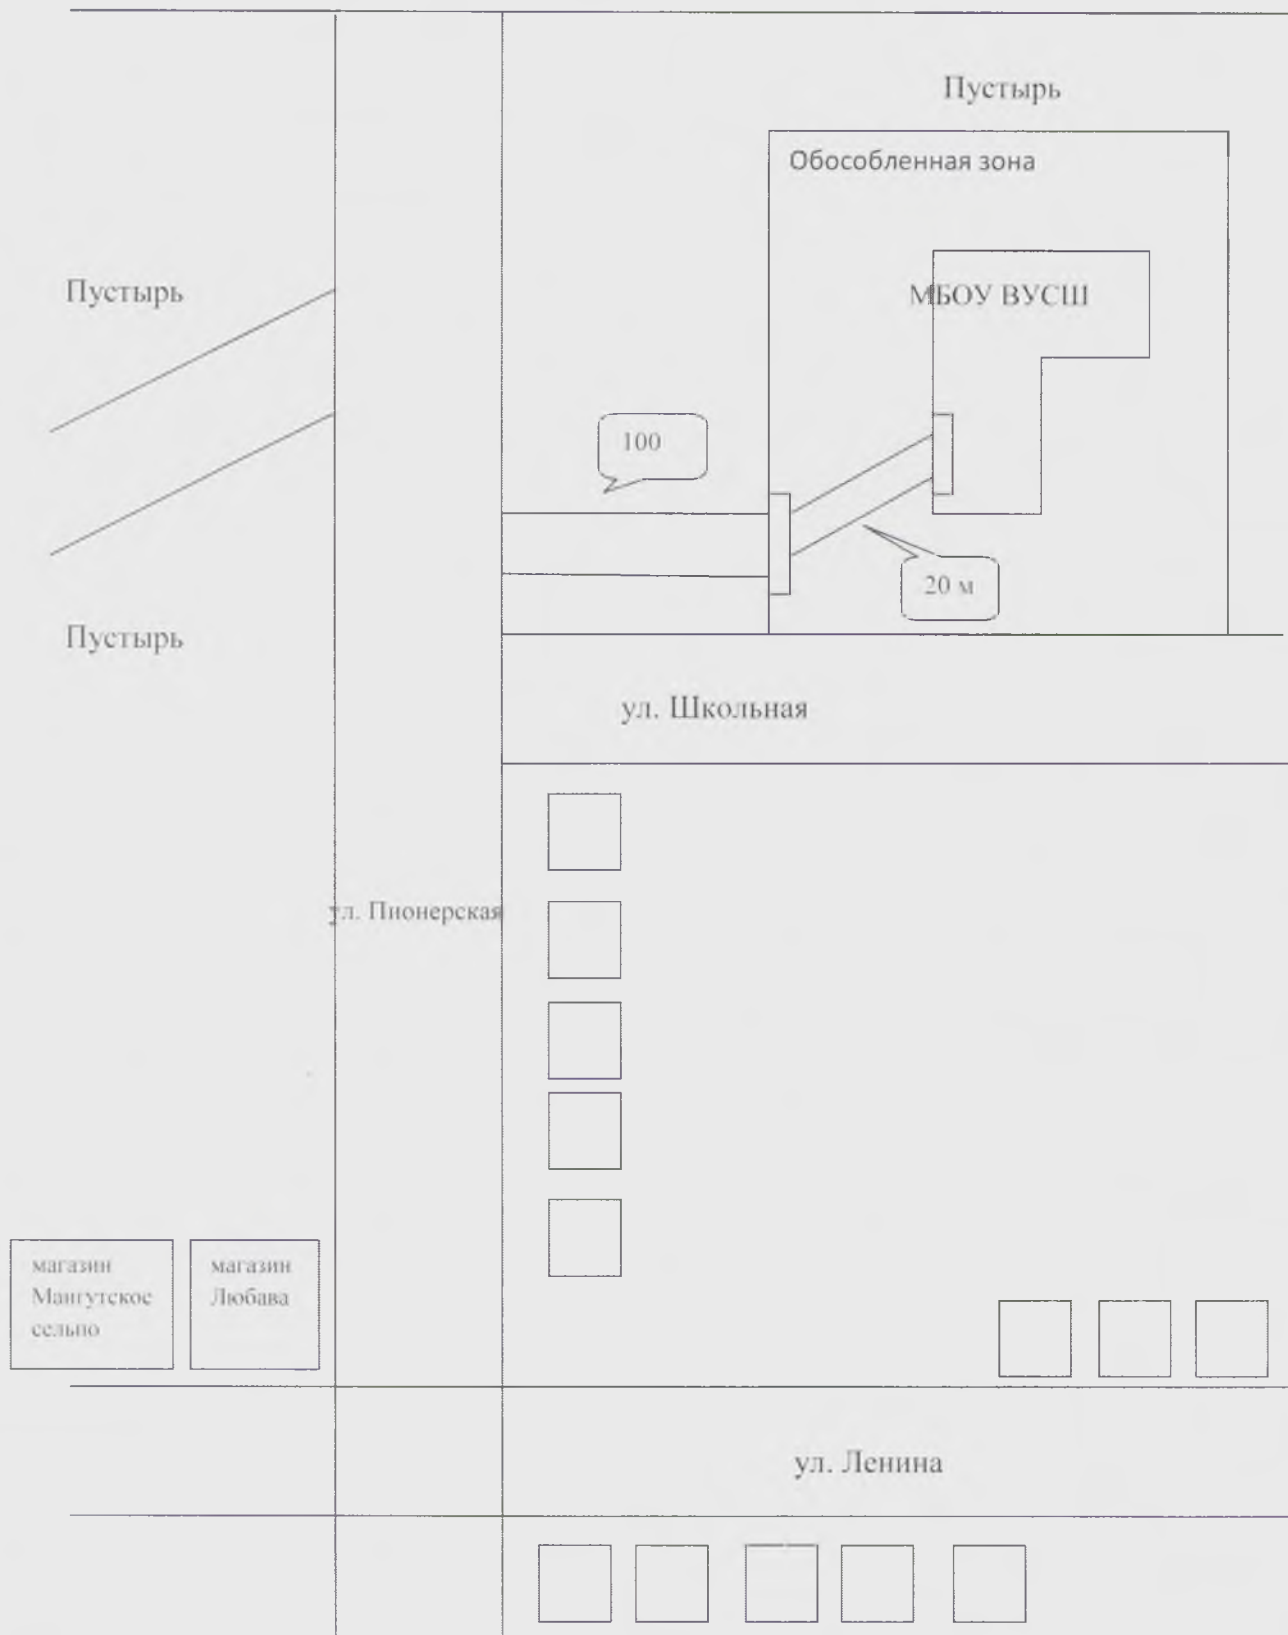 Пустырь
Обособленная зона
Пустырь
МБОУ ВУСШ
100
20 м
Пустырь
ул. Школьная
ул. Пионерская
магазин
Мангутское
сельпо
магазин
Любава
ул. Ленина